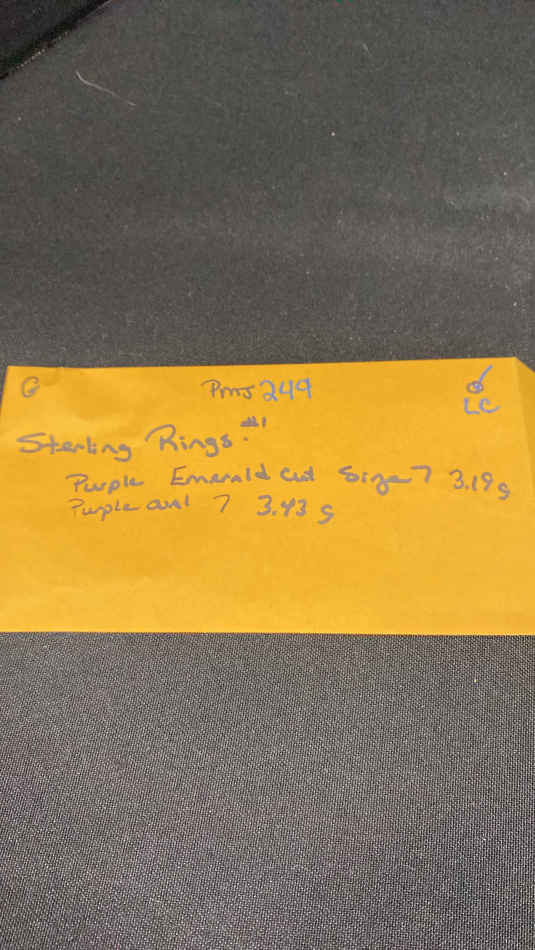 G PmJ 249
LC
Sterling Rings. #1
Purple Emerald Cut Size 7 3.19g
Purple oval 7 3.43 g